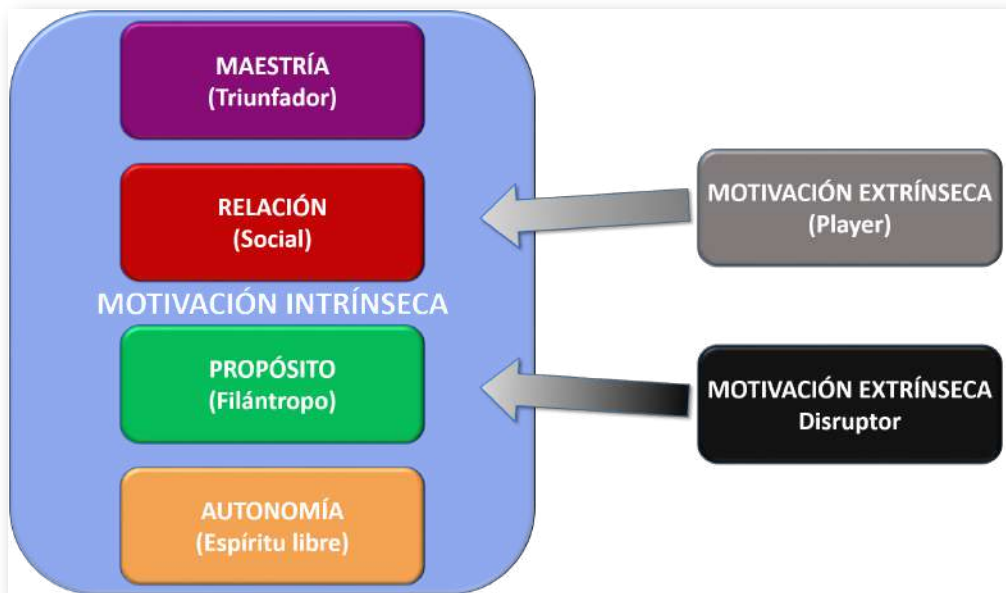 MAESTRÍA
(Triunfador)
RELACIÓN
(Social)
MOTIVACIÓN INTRÍNSECA
PROPÓSITO
(Filántropo)
AUTONOMÍA
(Espíritu libre)
MOTIVACIÓN EXTRÍNSECA
(Player)
MOTIVACIÓN EXTRÍNSECA
Disruptor